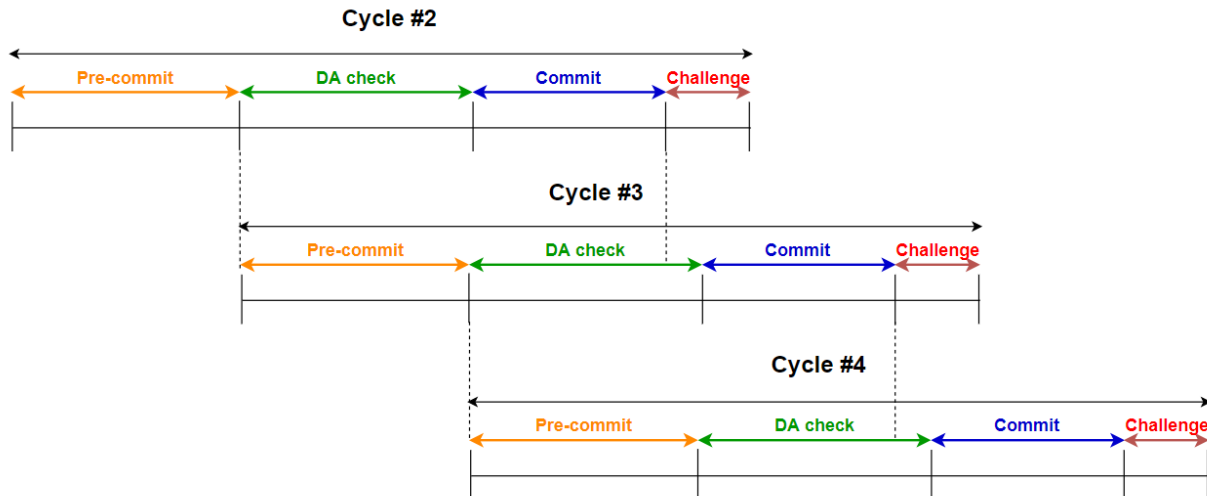 Cycle #2
Pre-commit DA check Commit Challenge
Cycle #3
Pre-commit DA check Commit Challenge
Cycle #4
Pre-commit DA check Commit Challenge